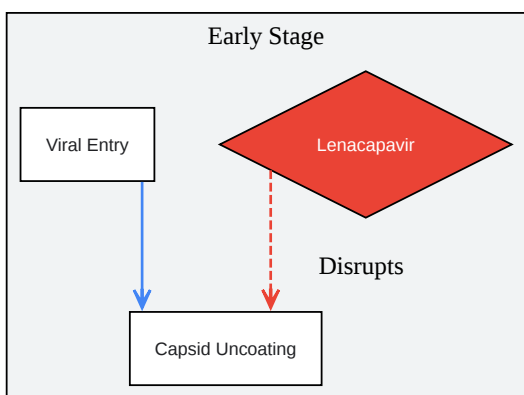 Early Stage
Viral Entry
Lenacapavir
Disrupts
Capsid Uncoating